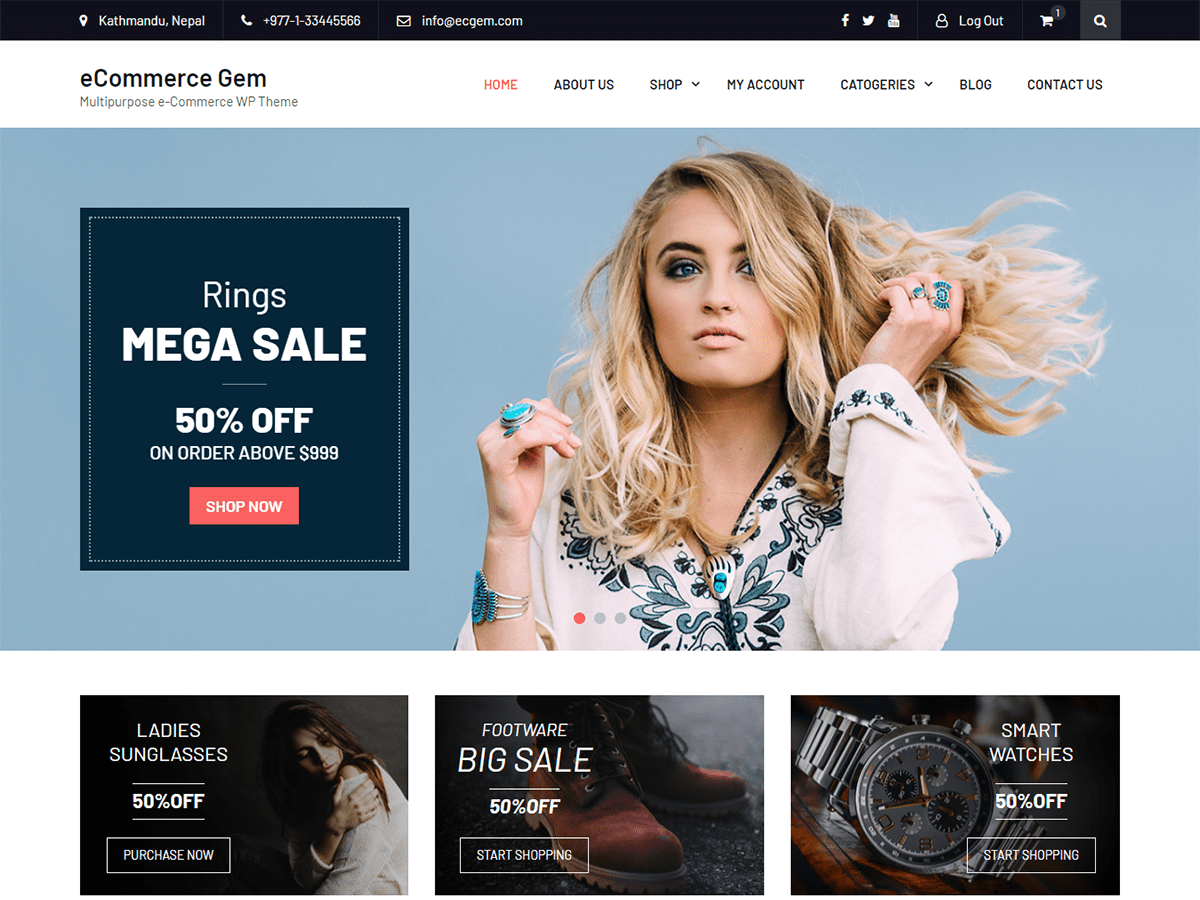 Kathmandu, Nepal
+977-1-33445566
info@ecgem.com
Log Out
1
eCommerce Gem
Multipurpose e-Commerce WP Theme
HOME
ABOUT US
SHOP
MY ACCOUNT
CATOGERIES
BLOG
CONTACT US
Rings
MEGA SALE
50% OFF
ON ORDER ABOVE $999
SHOP NOW
LADIES
SUNGLASSES
50%OFF
PURCHASE NOW
FOOTWARE
BIG SALE
50%OFF
START SHOPPING
SMART
WATCHES
50%OFF
START SHOPPING